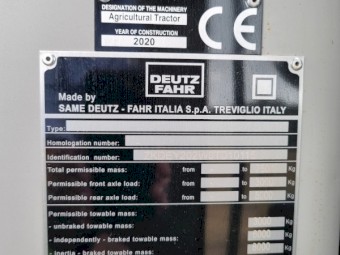 DESIGNATION OF THE MACHINERY
Agricultural Tractor
YEAR OF CONSTRUCTION
2020
CE
DEUTZ
FAHR
Made by
SAME DEUTZ - FAHR ITALIA S.p.A. TREVIGLIO ITALY
Type:
Homologation number:
Identification number:
Total permissible mass: from to Kg
Permissible front axle load: from to Kg
Permissible rear axle load: from to Kg
Permissible towable mass:
- unbraked towable mass: Kg
- independently - braked towable mass: Kg
- Inertia - braked towable mass: Kg